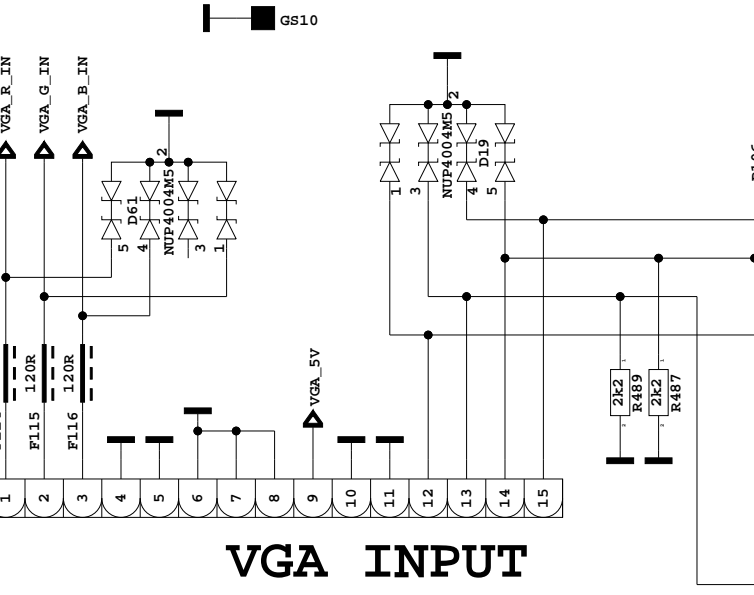 GS10
VGA_R_IN
VGA_G_IN
VGA_B_IN
2
D61
NUP4004M5
5
4
3
1
2
NUP4004M5
D19
1
3
4
5
120R
120R
F115
F116
VGA_5V
2k2
R489
2k2
R487
1
2
3
4
5
6
7
8
9
10
11
12
13
14
15
VGA INPUT